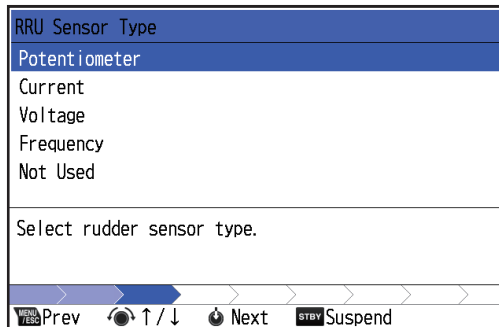 RRU Sensor Type
Potentiometer
Current
Voltage
Frequency
Not Used
Select rudder sensor type.
MENU/ESC Prev ↑/↓ Next STBY Suspend